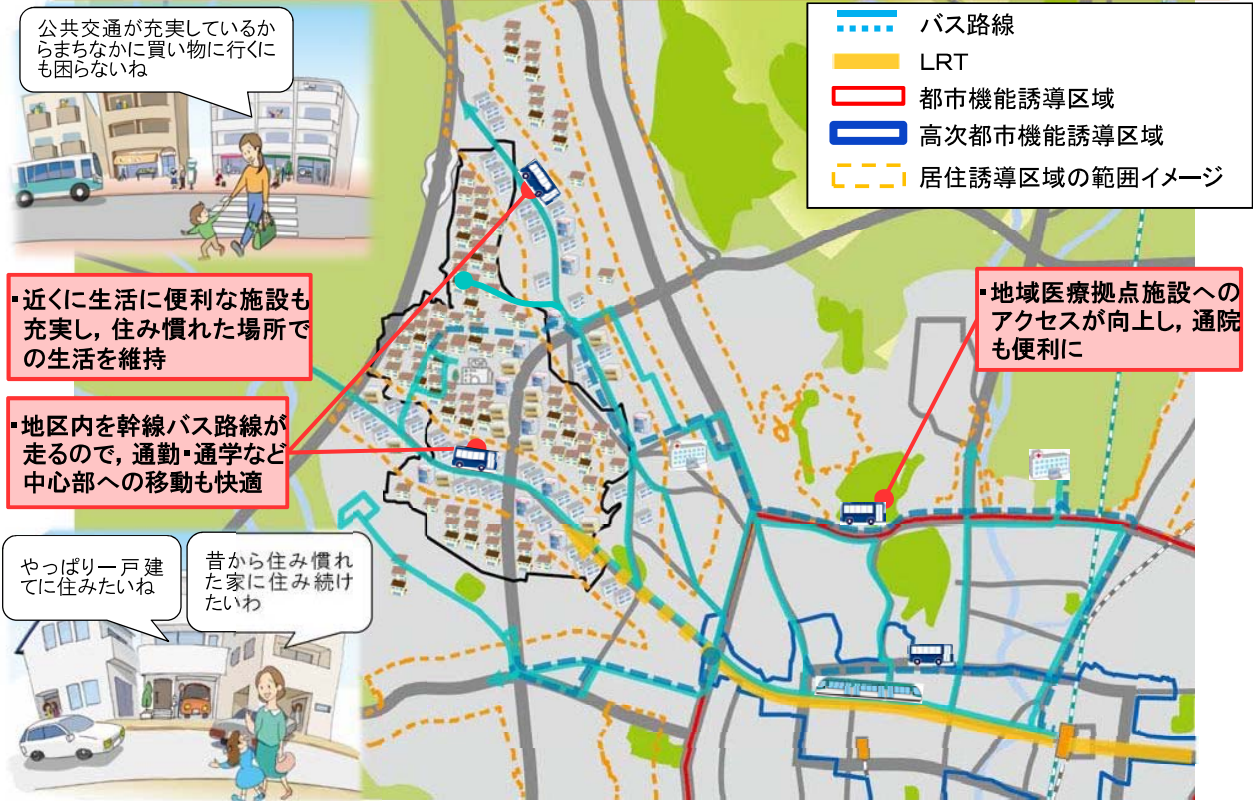 公共交通が充実しているか
らまちなかに買い物に行くに
も困らないね
バス路線
LRT
都市機能誘導区域
高次都市機能誘導区域
居住誘導区域の範囲イメージ
▪近くに生活に便利な施設も
充実し，住み慣れた場所で
の生活を維持
▪地域医療拠点施設への
アクセスが向上し，通院
も便利に
▪地区内を幹線バス路線が
走るので，通勤・通学など
中心部への移動も快適
やっぱり一戸建
てに住みたいね
昔から住み慣れ
た家に住み続け
たいわ